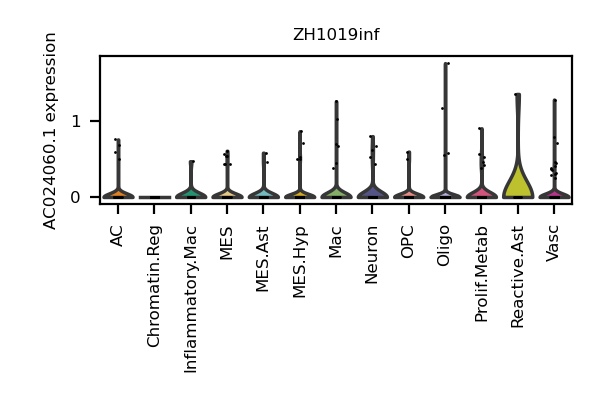 ZH1019inf
AC024060.1 expression
1
0
AC
Chromatin.Reg
Inflammatory.Mac
MES
MES.Ast
MES.Hyp
Mac
Neuron
OPC
Oligo
Prolif.Metab
Reactive.Ast
Vasc